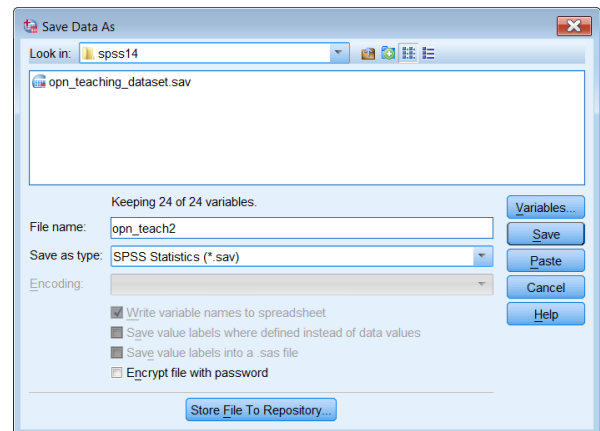 Save Data As
Look in: spss14
opn_teaching_dataset.sav
Keeping 24 of 24 variables.
Variables...
File name: opn_teach2
Save
Save as type: SPSS Statistics (*.sav)
Paste
Encoding:
Cancel
Write variable names to spreadsheet
Help
Save value labels where defined instead of data values
Save value labels into a .sas file
Encrypt file with password
Store File To Repository...